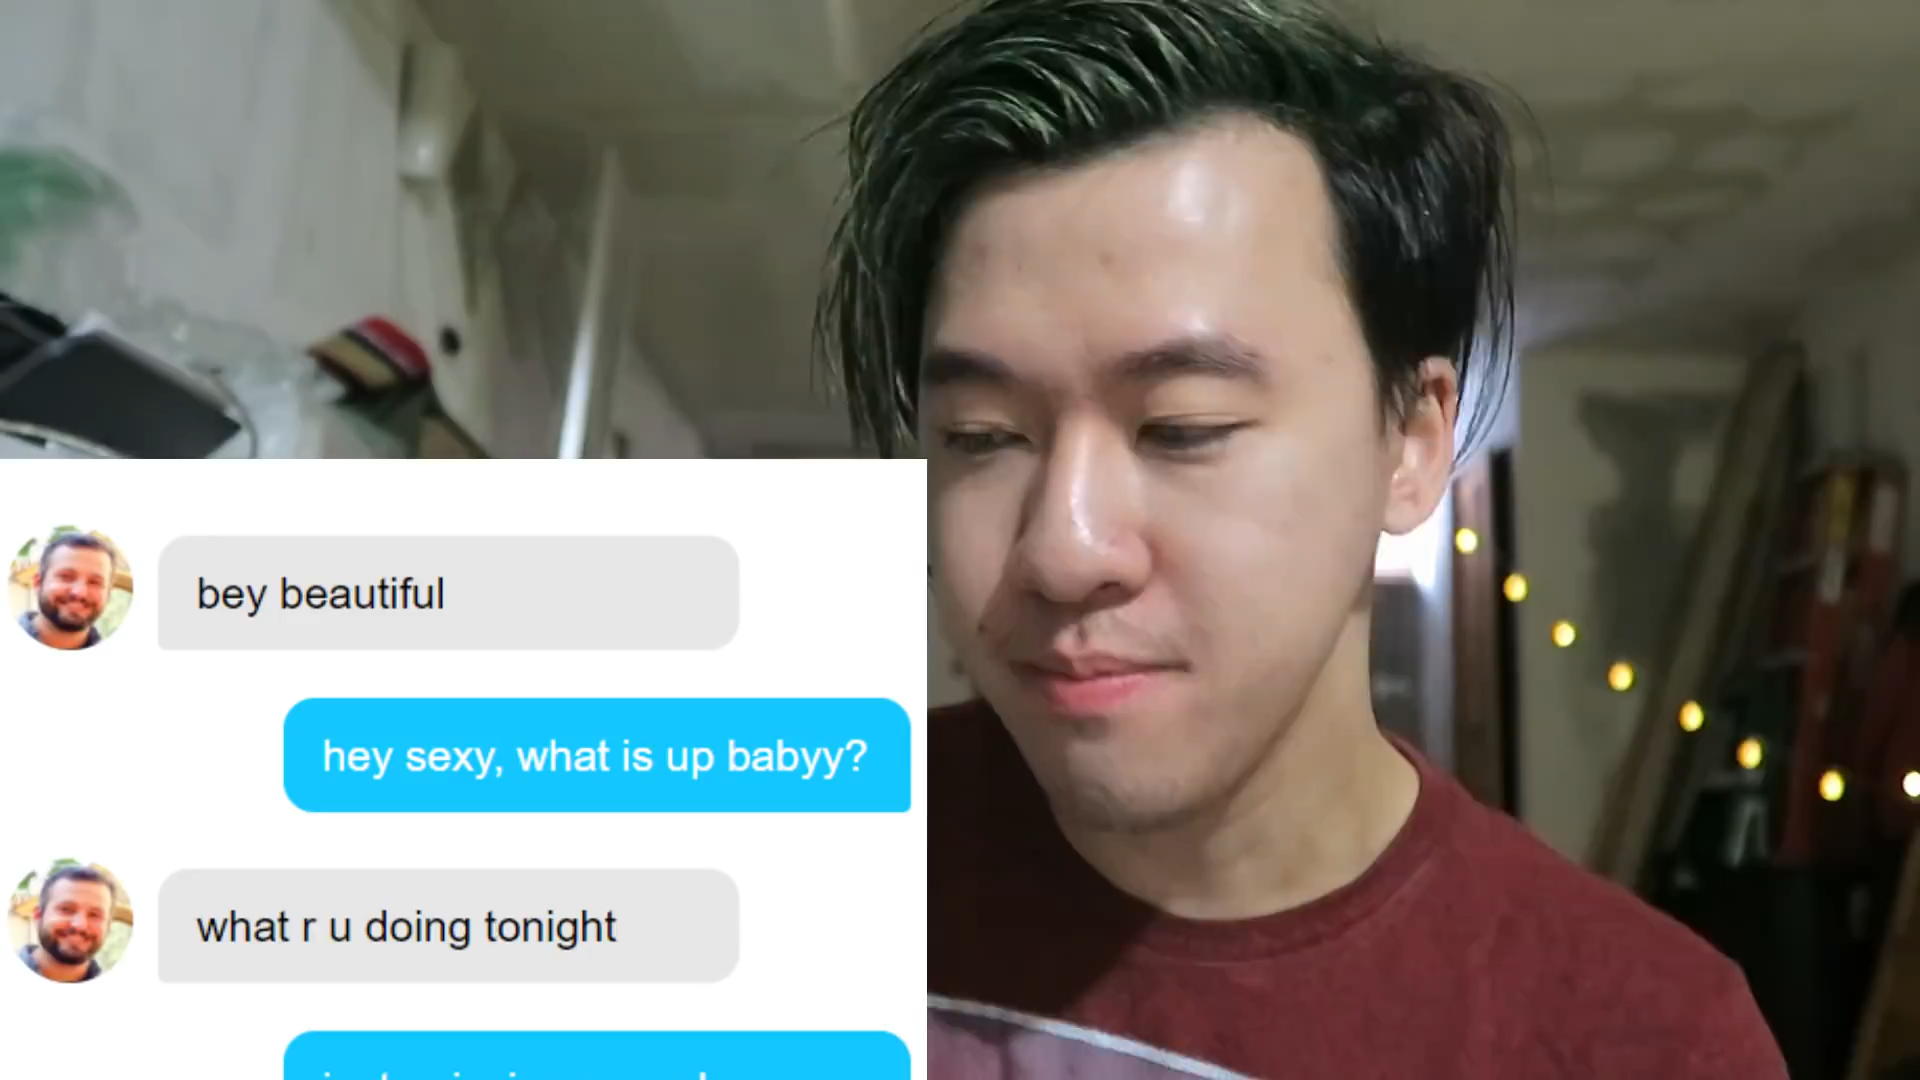 bey beautiful
hey sexy, what is up babyy?
what r u doing tonight